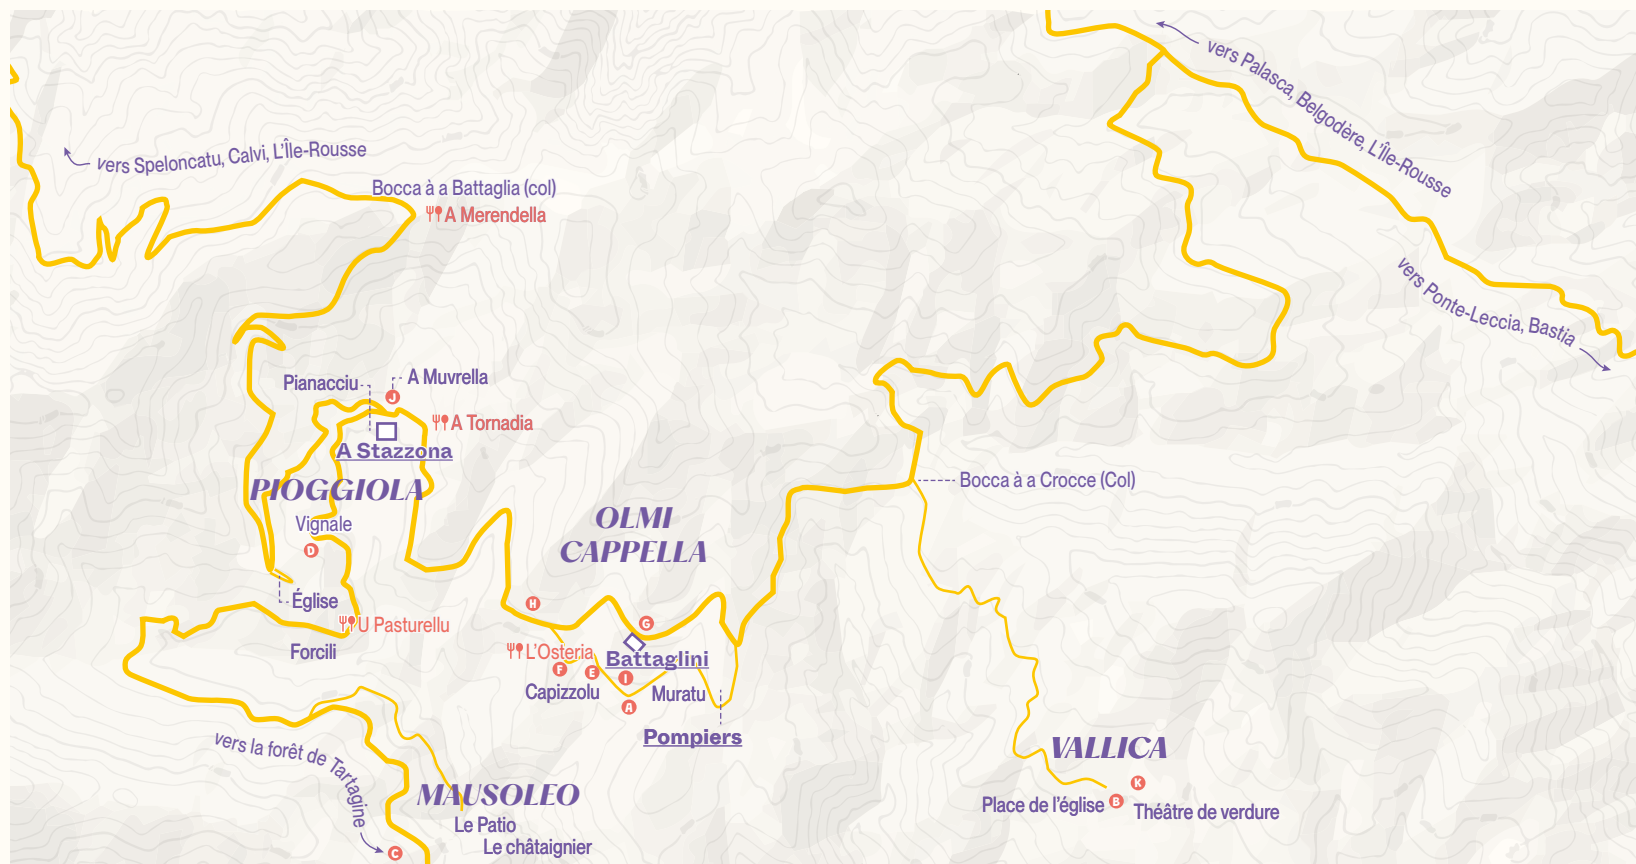 vers Palasca, Belgodère, L'Île-Rousse
vers Speloncatu, Calvi, L'Île-Rousse
Bocca à a Battaglia (col)
A Merendella
vers Ponte-Leccia, Bastia
Pianacciu
A Muvrella
J
A Tornadia
A Stazzona
PIOGGIOLA
Bocca à a Crocce (Col)
Vignale
D
OLMI
CAPPELLA
Église
H
G
U Pasturellu
Forcili
L'Osteria
Battaglini
F
E
I
Capizzolu
Muratu
A
Pompiers
vers la forêt de Tartagine
C
MAUSOLEO
Le Patio
Le châtaignier
VALLICA
K
Place de l'église
B
Théâtre de verdure